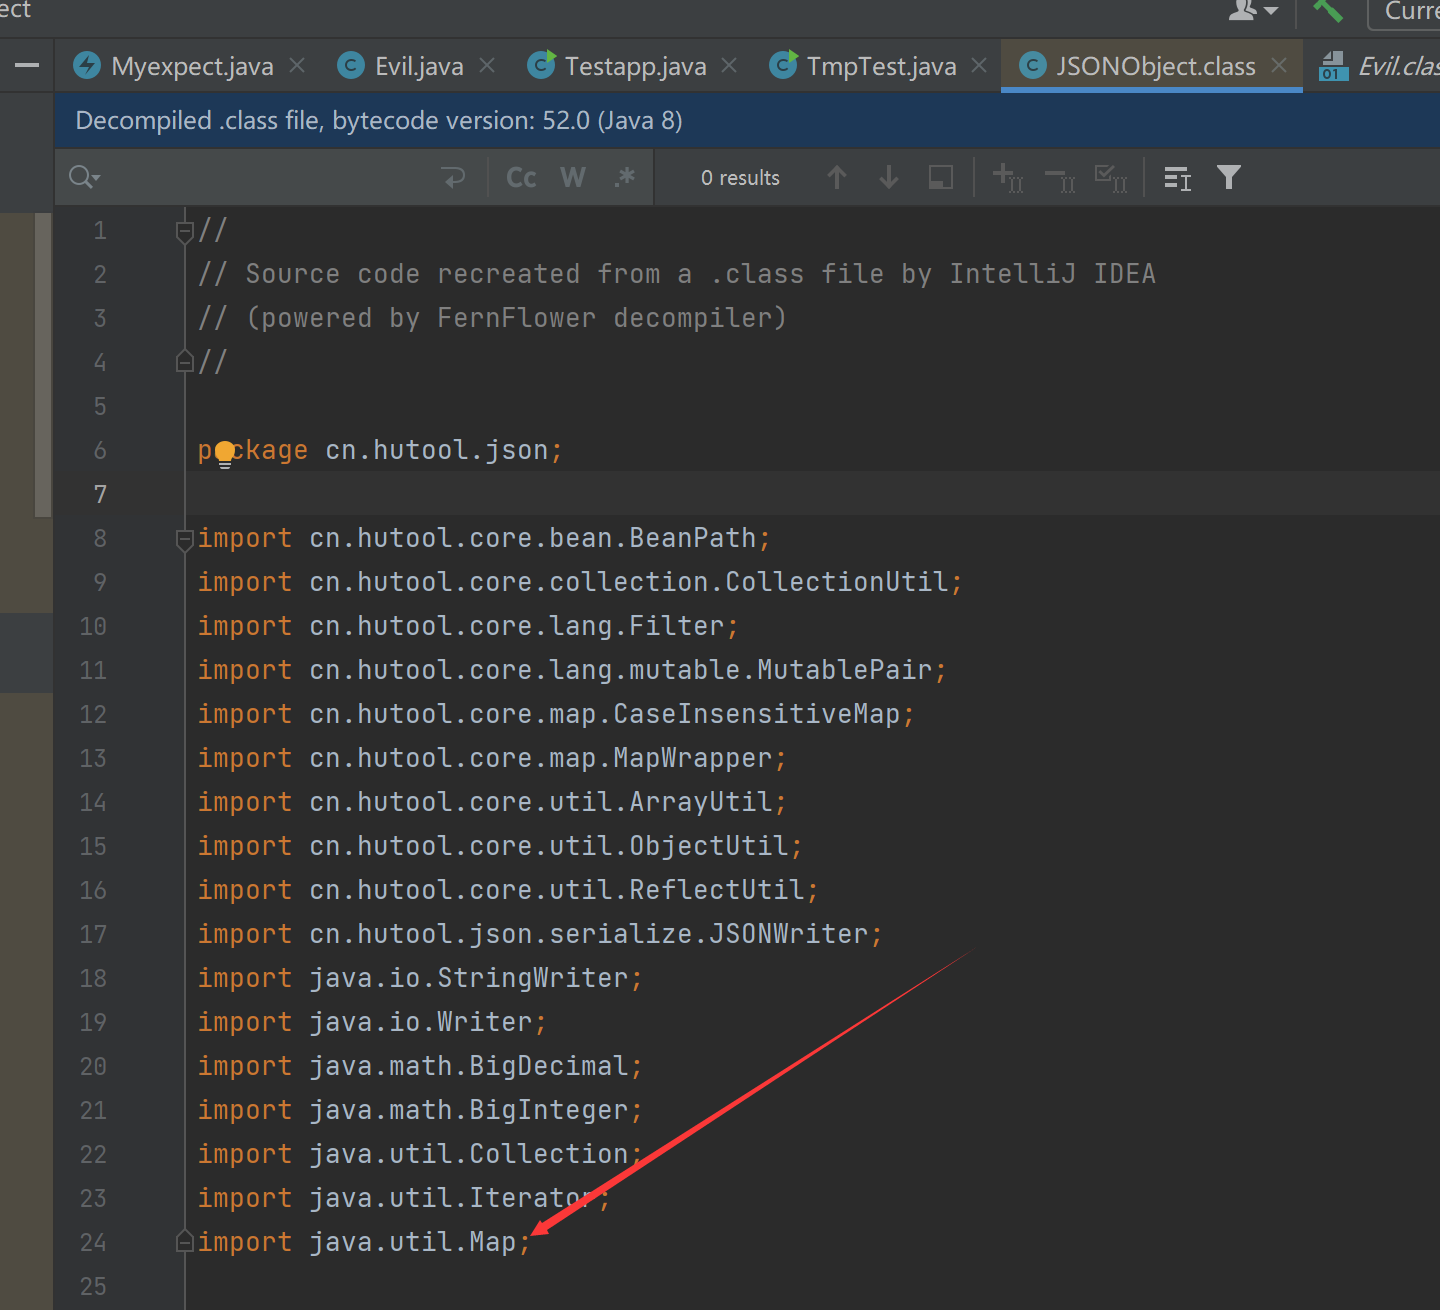 ect
Curre
Myexpect.java
Evil.java
Testapp.java
TmpTest.java
JSONObject.class
Evil.clas
Decompiled .class file, bytecode version: 52.0 (Java 8)
Cc W .* 0 results
1 //
2 // Source code recreated from a .class file by IntelliJ IDEA
3 // (powered by FernFlower decompiler)
4 //
5
6 package cn.hutool.json;
7
8 import cn.hutool.core.bean.BeanPath;
9 import cn.hutool.core.collection.CollectionUtil;
10 import cn.hutool.core.lang.Filter;
11 import cn.hutool.core.lang.mutable.MutablePair;
12 import cn.hutool.core.map.CaseInsensitiveMap;
13 import cn.hutool.core.map.MapWrapper;
14 import cn.hutool.core.util.ArrayUtil;
15 import cn.hutool.core.util.ObjectUtil;
16 import cn.hutool.core.util.ReflectUtil;
17 import cn.hutool.json.serialize.JSONWriter;
18 import java.io.StringWriter;
19 import java.io.Writer;
20 import java.math.BigDecimal;
21 import java.math.BigInteger;
22 import java.util.Collection;
23 import java.util.Iterator;
24 import java.util.Map;
25